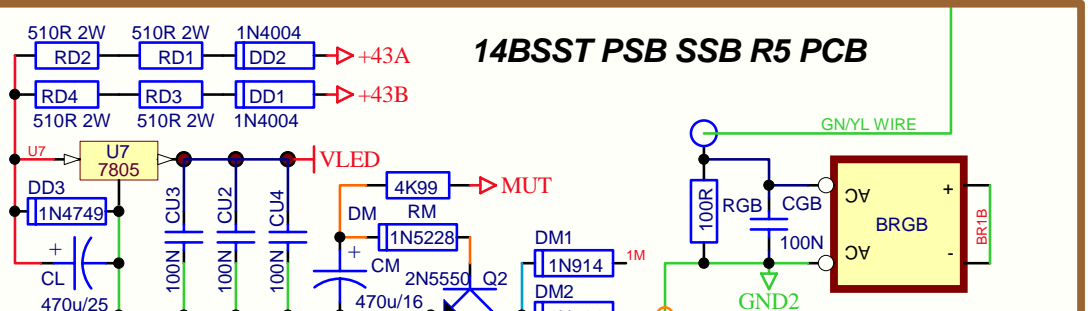 14BSST PSB SSB R5 PCB
510R 2W 510R 2W 1N4004
RD2 RD1 DD2 +43A
RD4 RD3 DD1 +43B
510R 2W 510R 2W 1N4004
U7 U7 7805
VLED
DD3
1N4749
+
CL
470u/25
CU3 CU2 CU4
100N 100N 100N
4K99 MUT
DM RM
1N5228
+
CM
470u/16
2N5550 Q2
DM1
1N914 1M
DM2
GN/YL WIRE
100R RGB CGB
100N
GND2
AC +
BRGB
AC -
BR1B